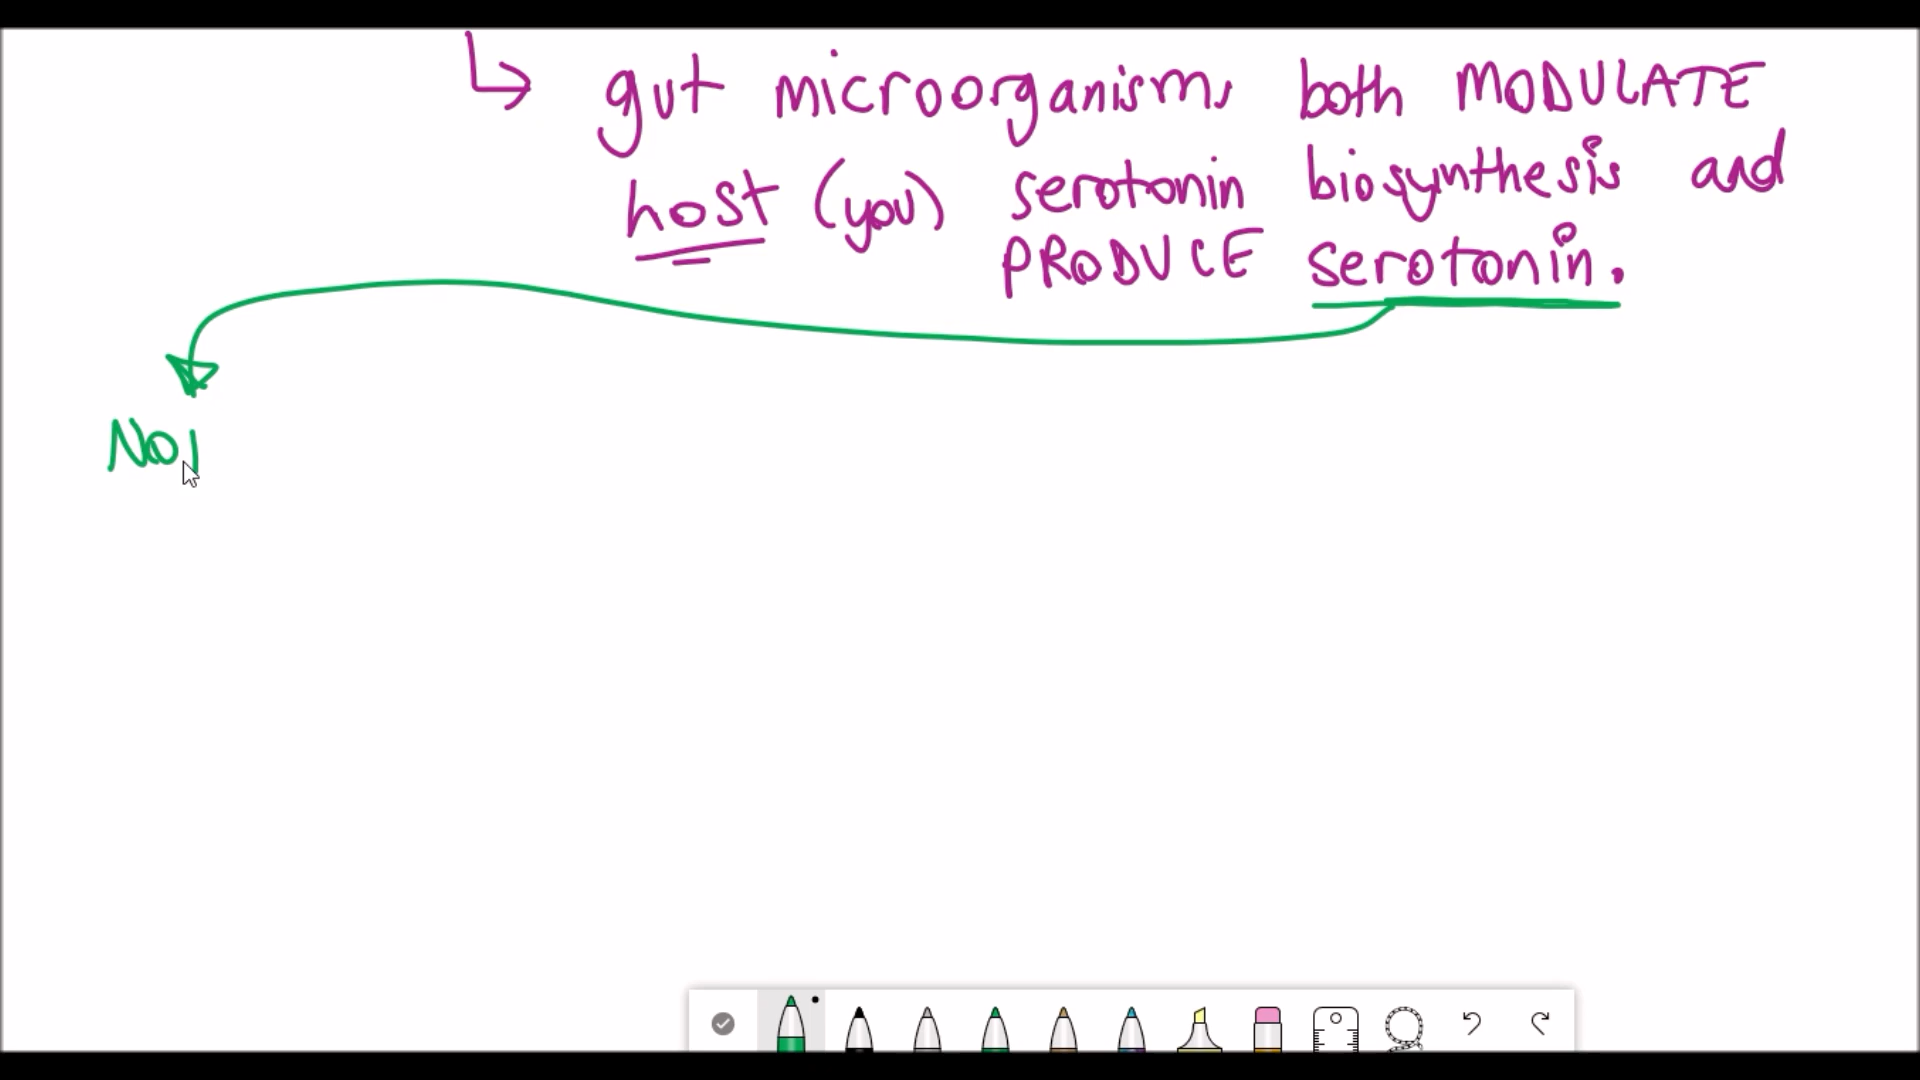 gut microorganisms both MODULATE
host (you) serotonin biosynthesis and
PRODUCE serotonin.
No